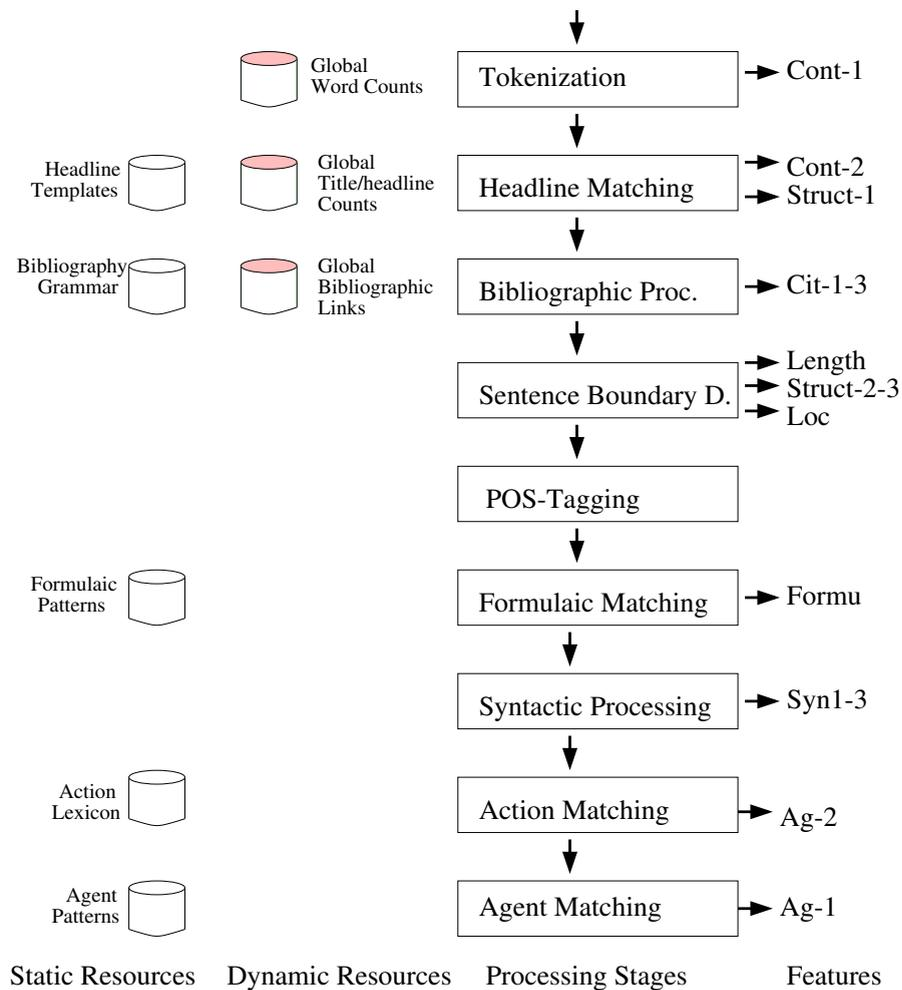 Global
Word Counts
Tokenization
Cont-1
Headline
Templates
Global
Title/headline
Counts
Headline Matching
Cont-2
Struct-1
Bibliography
Grammar
Global
Bibliographic
Links
Bibliographic Proc.
Cit-1-3
Sentence Boundary D.
Length
Struct-2-3
Loc
POS-Tagging
Formulaic
Patterns
Formulaic Matching
Formu
Syntactic Processing
Syn1-3
Action
Lexicon
Action Matching
Ag-2
Agent
Patterns
Agent Matching
Ag-1
Static Resources
Dynamic Resources
Processing Stages
Features